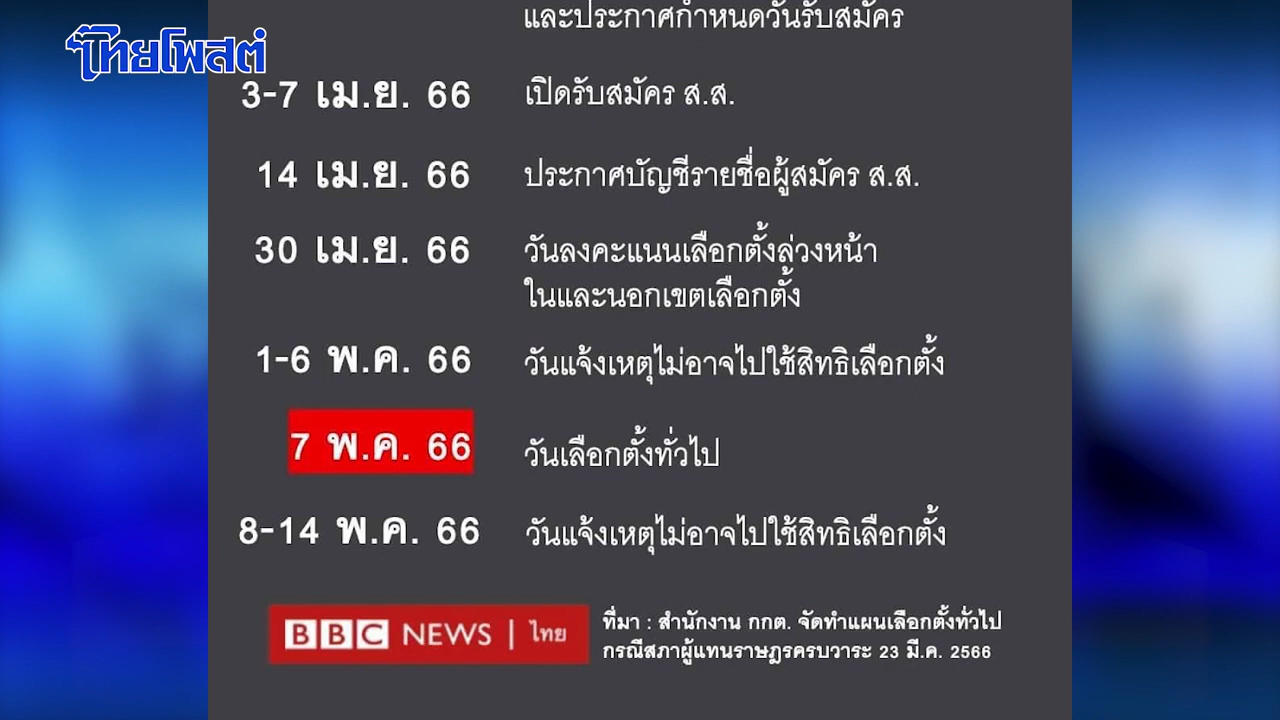 และประกาศกำหนดวันรับสมัคร
ไทยโพสต์
3-7 เม.ย. 66 เปิดรับสมัคร ส.ส.
14 เม.ย. 66 ประกาศบัญชีรายชื่อผู้สมัคร ส.ส.
30 เม.ย. 66 วันลงคะแนนเลือกตั้งล่วงหน้า
ในและนอกเขตเลือกตั้ง
1-6 พ.ค. 66 วันแจ้งเหตุไม่อาจไปใช้สิทธิเลือกตั้ง
7 พ.ค. 66 วันเลือกตั้งทั่วไป
8-14 พ.ค. 66 วันแจ้งเหตุไม่อาจไปใช้สิทธิเลือกตั้ง
BBC NEWS | ไทย
ที่มา : สำนักงาน กกต. จัดทำแผนเลือกตั้งทั่วไป
กรณีสภาผู้แทนราษฎรครบวาระ 23 มี.ค. 2566